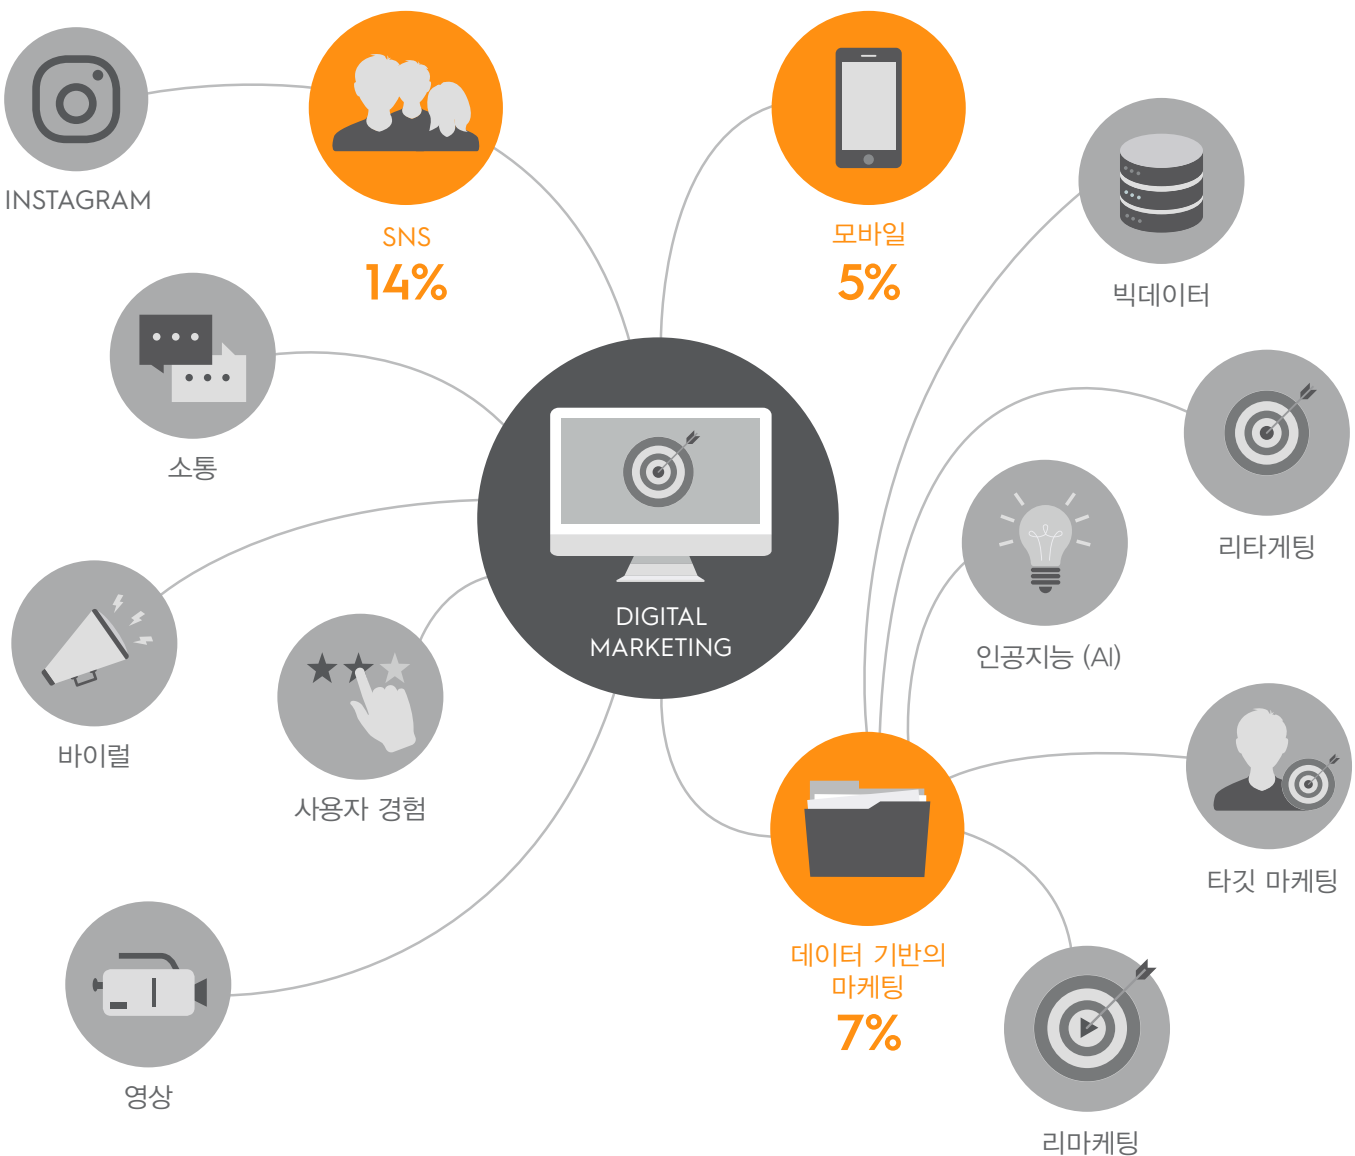 INSTAGRAM
SNS
14%
모바일
5%
빅데이터
소통
리타게팅
DIGITAL
MARKETING
인공지능 (AI)
바이럴
사용자 경험
타깃 마케팅
데이터 기반의
마케팅
7%
영상
리마케팅